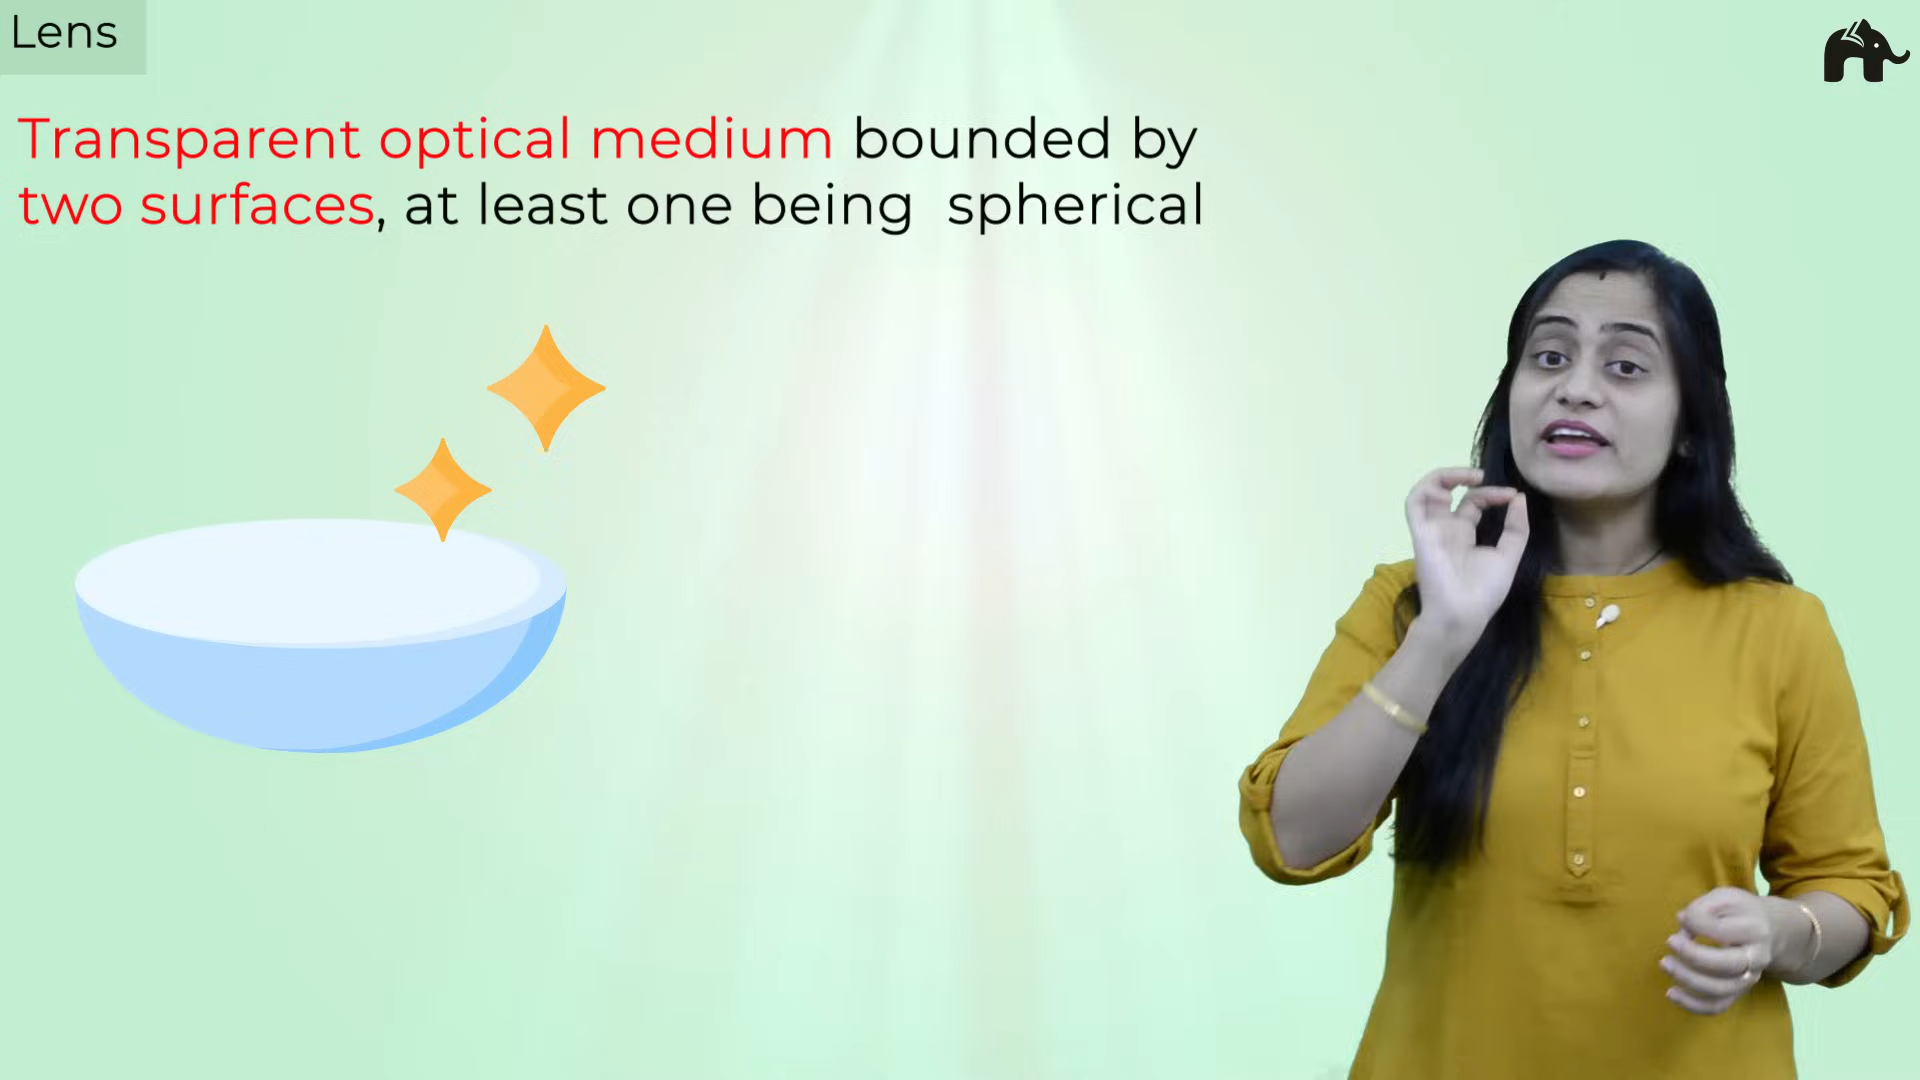 Lens
Transparent optical medium bounded by
two surfaces, at least one being  spherical